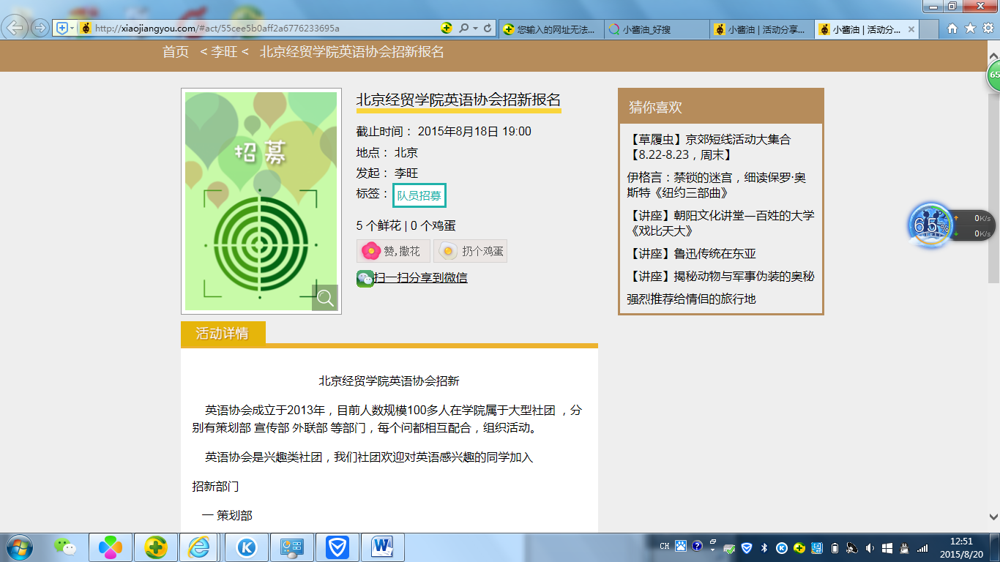 http://xiaojiangyou.com/#act/55cee5b0aff2a6776233695a
您输入的网址无法...
小酱油_好搜
小酱油 | 活动分享...
小酱油 | 活动分...
首页 < 李旺 < 北京经贸学院英语协会招新报名
招募
北京经贸学院英语协会招新报名
截止时间： 2015年8月18日 19:00
地点： 北京
发起： 李旺
标签： 队员招募
5 个鲜花 | 0 个鸡蛋
赞,撒花 扔个鸡蛋
扫一扫分享到微信
猜你喜欢
【草履虫】京郊短线活动大集合
【8.22-8.23，周末】
伊格言：禁锁的迷宫，细读保罗·奥
斯特《纽约三部曲》
【讲座】朝阳文化讲堂—百姓的大学
《戏比天大》
【讲座】鲁迅传统在东亚
【讲座】揭秘动物与军事伪装的奥秘
强烈推荐给情侣的旅行地
65
65%
0K/s
0K/s
活动详情
北京经贸学院英语协会招新
英语协会成立于2013年，目前人数规模100多人在学院属于大型社团 ，分
别有策划部 宣传部 外联部 等部门，每个问都相互配合，组织活动。
英语协会是兴趣类社团，我们社团欢迎对英语感兴趣的同学加入
招新部门
一 策划部
CH
12:51
2015/8/20